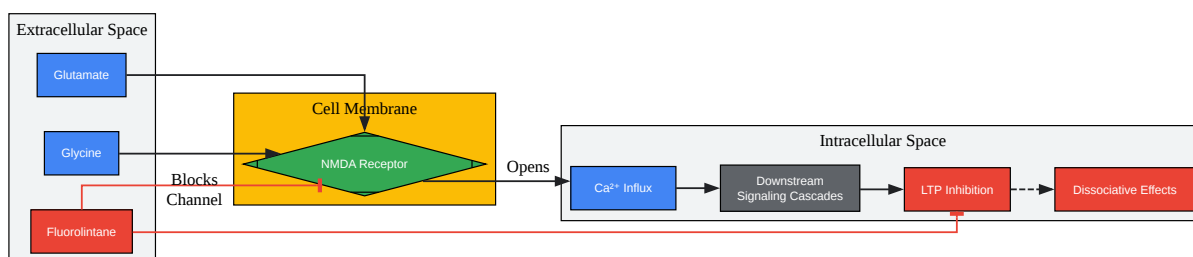 Extracellular Space
Glutamate
Glycine
Fluorolintane
Blocks
Channel
Cell Membrane
NMDA Receptor
Opens
Intracellular Space
Ca²⁺ Influx
Downstream
Signaling Cascades
LTP Inhibition
Dissociative Effects